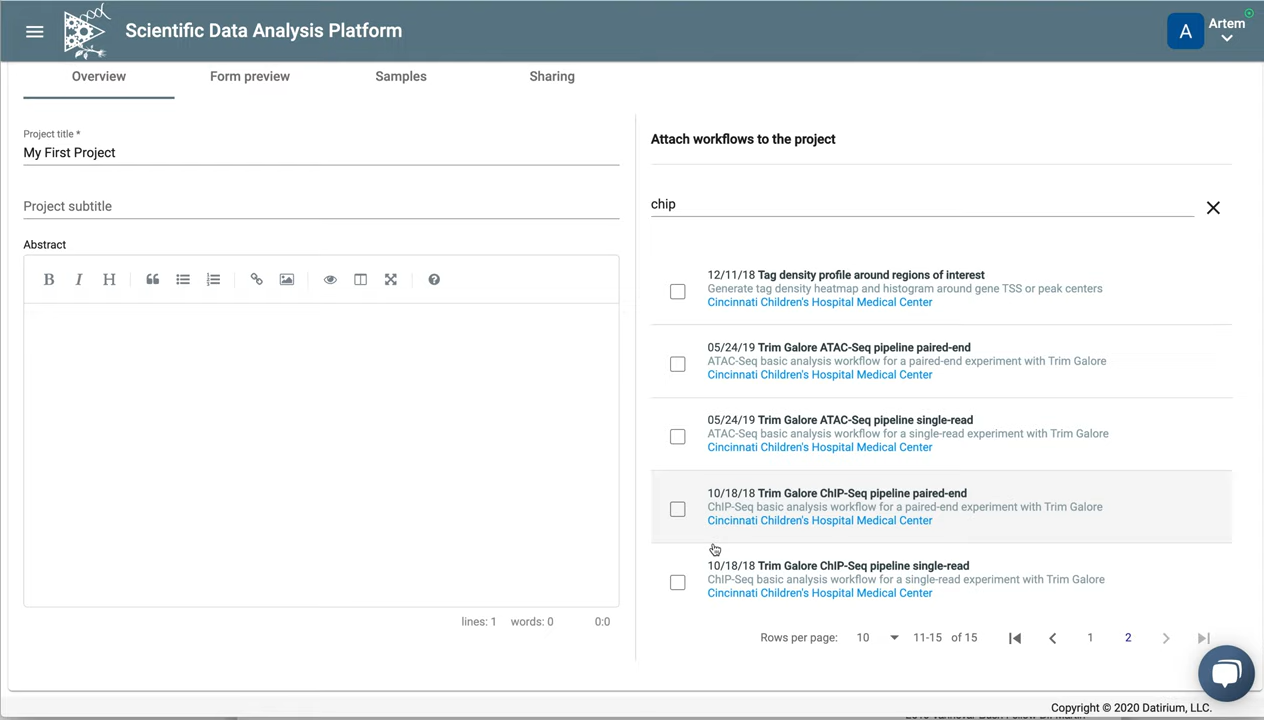 Scientific Data Analysis Platform
A
Artem
Overview
Form preview
Samples
Sharing
Project title *
My First Project
Project subtitle
Abstract
B I H
lines: 1 words: 0 0:0
Attach workflows to the project
chip
12/11/18 Tag density profile around regions of interest
Generate tag density heatmap and histogram around gene TSS or peak centers
Cincinnati Children's Hospital Medical Center
05/24/19 Trim Galore ATAC-Seq pipeline paired-end
ATAC-Seq basic analysis workflow for a paired-end experiment with Trim Galore
Cincinnati Children's Hospital Medical Center
05/24/19 Trim Galore ATAC-Seq pipeline single-read
ATAC-Seq basic analysis workflow for a single-read experiment with Trim Galore
Cincinnati Children's Hospital Medical Center
10/18/18 Trim Galore ChIP-Seq pipeline paired-end
ChIP-Seq basic analysis workflow for a paired-end experiment with Trim Galore
Cincinnati Children's Hospital Medical Center
10/18/18 Trim Galore ChIP-Seq pipeline single-read
ChIP-Seq basic analysis workflow for a single-read experiment with Trim Galore
Cincinnati Children's Hospital Medical Center
Rows per page: 10 11-15 of 15 1 2
Copyright © 2020 Datirium, LLC.